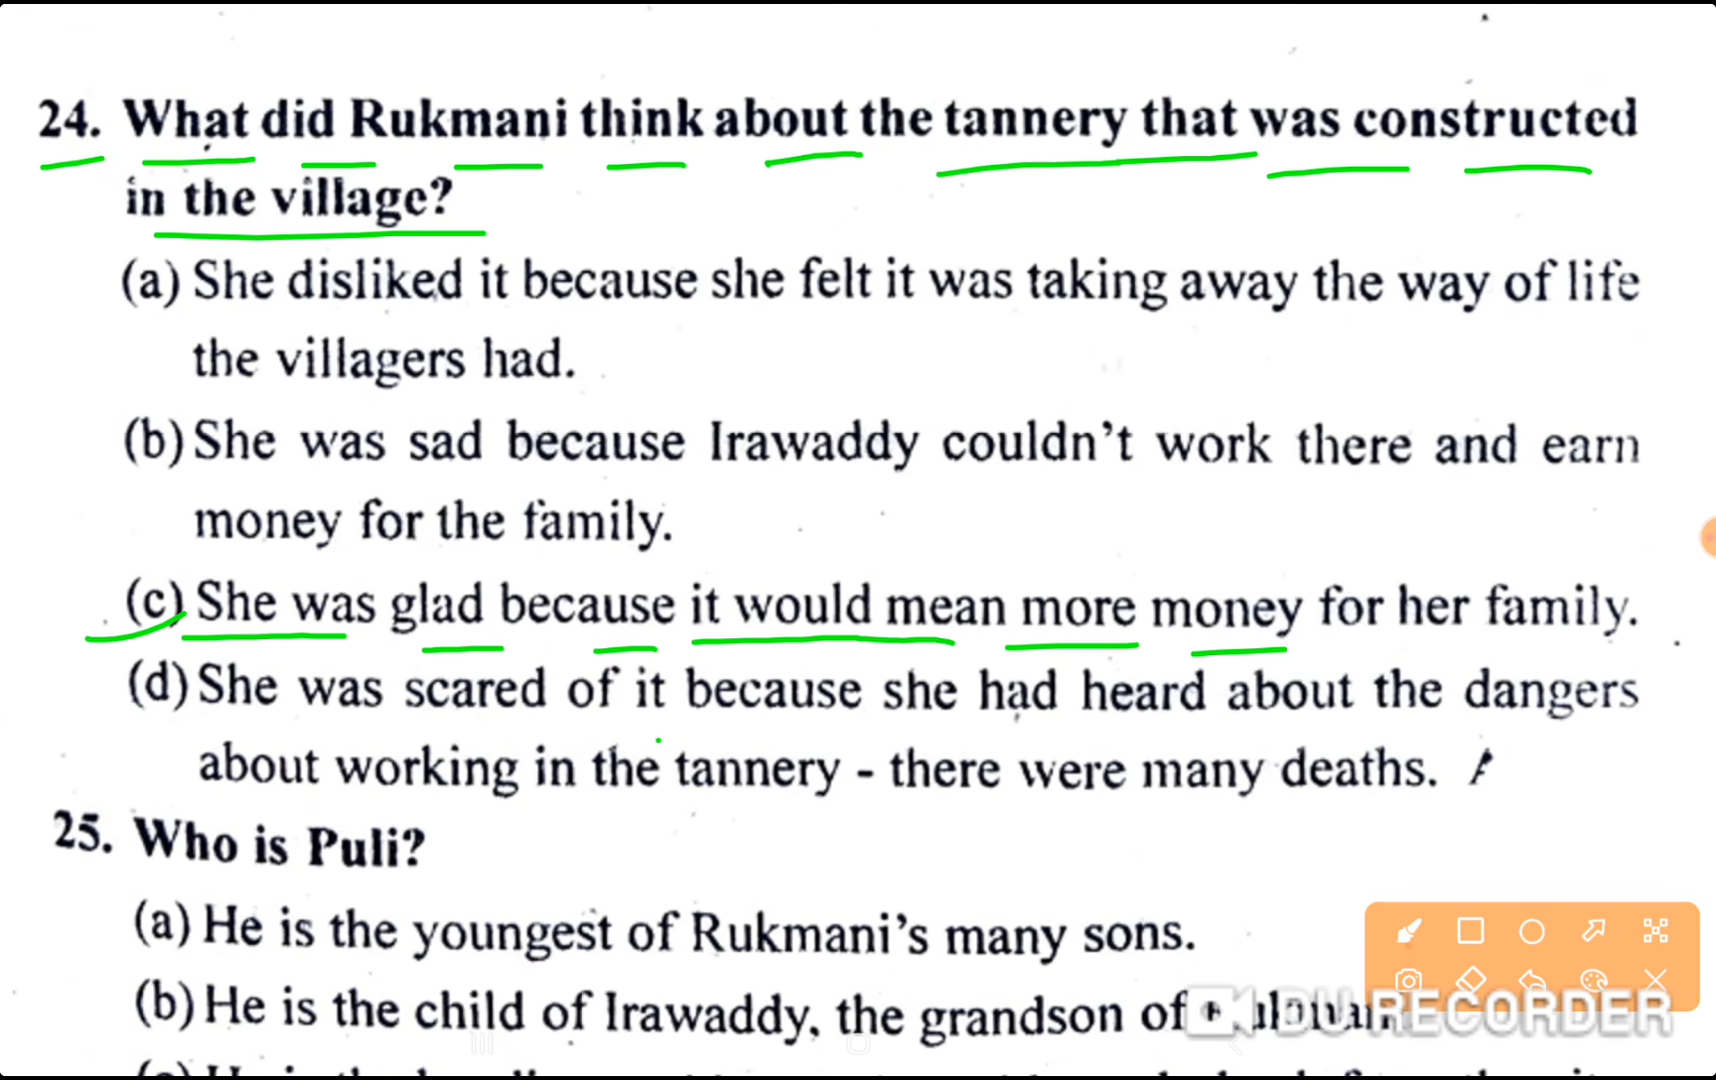 24. What did Rukmani think about the tannery that was constructed
in the village?
(a) She disliked it because she felt it was taking away the way of life
the villagers had.
(b) She was sad because Irawaddy couldn't work there and earn
money for the family.
(c) She was glad because it would mean more money for her family.
(d) She was scared of it because she had heard about the dangers
about working in the tannery - there were many deaths.
25. Who is Puli?
(a) He is the youngest of Rukmani's many sons.
(b) He is the child of Irawaddy, the grandson of
DU RECORDER